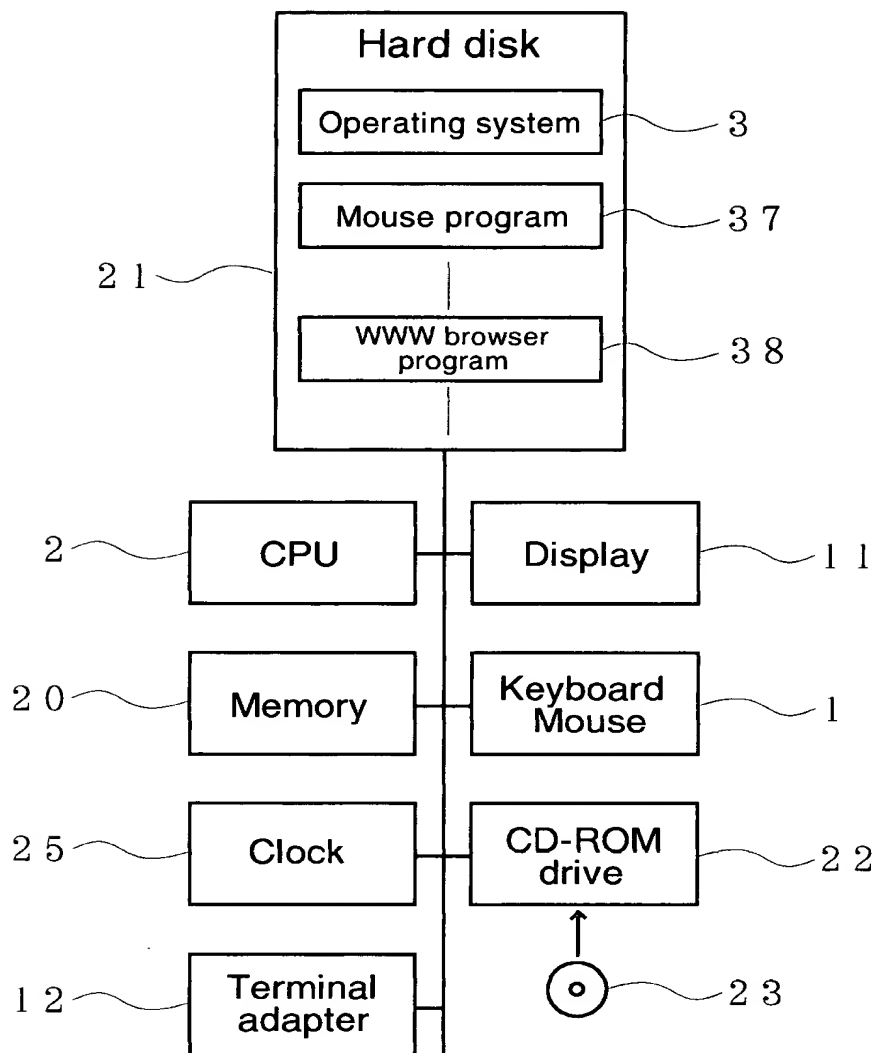 Hard disk
Operating system
3
Mouse program
37
21
WWW browser
program
38
2
CPU
Display
11
20
Memory
Keyboard
Mouse
1
25
Clock
CD-ROM
drive
22
12
Terminal
adapter
23